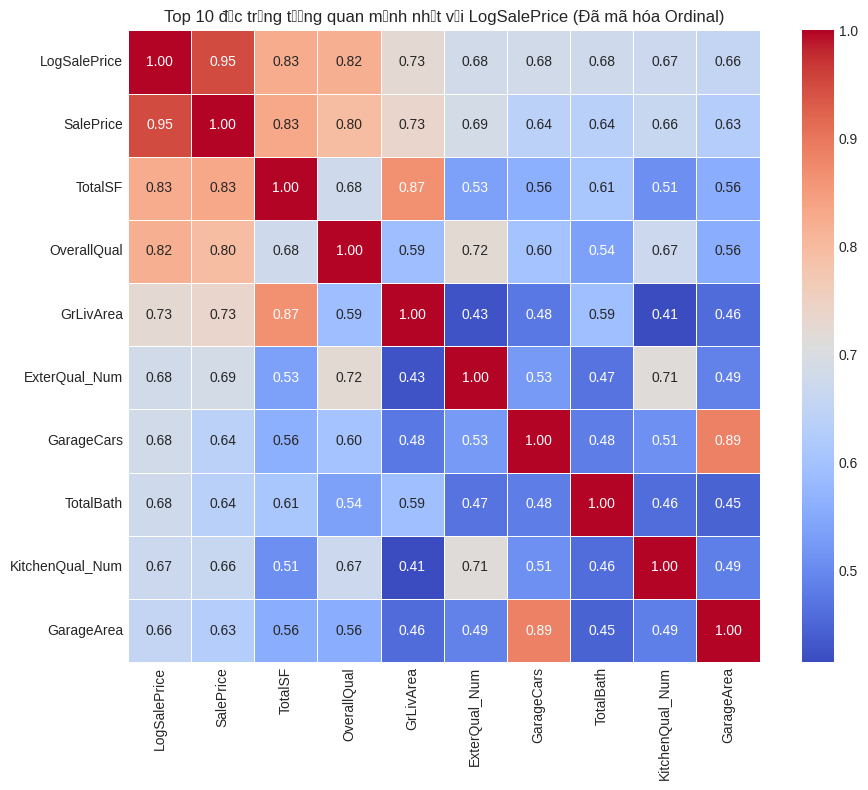 Top 10 đ▯c tr▯ng t▯▯ng quan m▯nh nh▯t v▯i LogSalePrice (Đã mã hóa Ordinal)
LogSalePrice 1.00 0.95 0.83 0.82 0.73 0.68 0.68 0.68 0.67 0.66
SalePrice 0.95 1.00 0.83 0.80 0.73 0.69 0.64 0.64 0.66 0.63
TotalSF 0.83 0.83 1.00 0.68 0.87 0.53 0.56 0.61 0.51 0.56
OverallQual 0.82 0.80 0.68 1.00 0.59 0.72 0.60 0.54 0.67 0.56
GrLivArea 0.73 0.73 0.87 0.59 1.00 0.43 0.48 0.59 0.41 0.46
ExterQual_Num 0.68 0.69 0.53 0.72 0.43 1.00 0.53 0.47 0.71 0.49
GarageCars 0.68 0.64 0.56 0.60 0.48 0.53 1.00 0.48 0.51 0.89
TotalBath 0.68 0.64 0.61 0.54 0.59 0.47 0.48 1.00 0.46 0.45
KitchenQual_Num 0.67 0.66 0.51 0.67 0.41 0.71 0.51 0.46 1.00 0.49
GarageArea 0.66 0.63 0.56 0.56 0.46 0.49 0.89 0.45 0.49 1.00
LogSalePrice
SalePrice
TotalSF
OverallQual
GrLivArea
ExterQual_Num
GarageCars
TotalBath
KitchenQual_Num
GarageArea
1.0
0.9
0.8
0.7
0.6
0.5